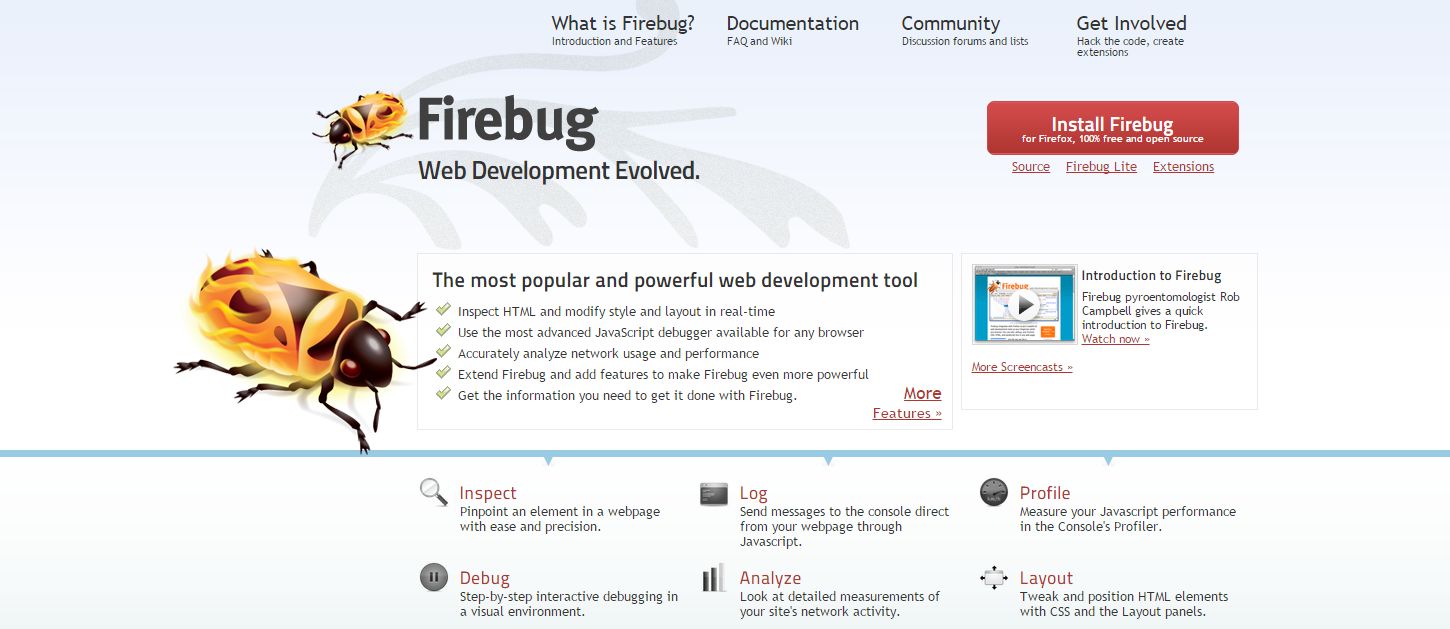 What is Firebug?
Introduction and Features
Documentation
FAQ and Wiki
Community
Discussion forums and lists
Get Involved
Hack the code, create
extensions
Firebug
Web Development Evolved.
Install Firebug
for Firefox, 100% free and open source
Source Firebug Lite Extensions
The most popular and powerful web development tool
Inspect HTML and modify style and layout in real-time
Use the most advanced JavaScript debugger available for any browser
Accurately analyze network usage and performance
Extend Firebug and add features to make Firebug even more powerful
Get the information you need to get it done with Firebug.
More
Features »
Firebug
Introduction to Firebug
Firebug pyroentomologist Rob
Campbell gives a quick
introduction to Firebug.
Watch now »
More Screencasts »
Inspect
Pinpoint an element in a webpage
with ease and precision.
Log
Send messages to the console direct
from your webpage through
Javascript.
Profile
Measure your Javascript performance
in the Console's Profiler.
Debug
Step-by-step interactive debugging in
a visual environment.
Analyze
Look at detailed measurements of
your site's network activity.
Layout
Tweak and position HTML elements
with CSS and the Layout panels.